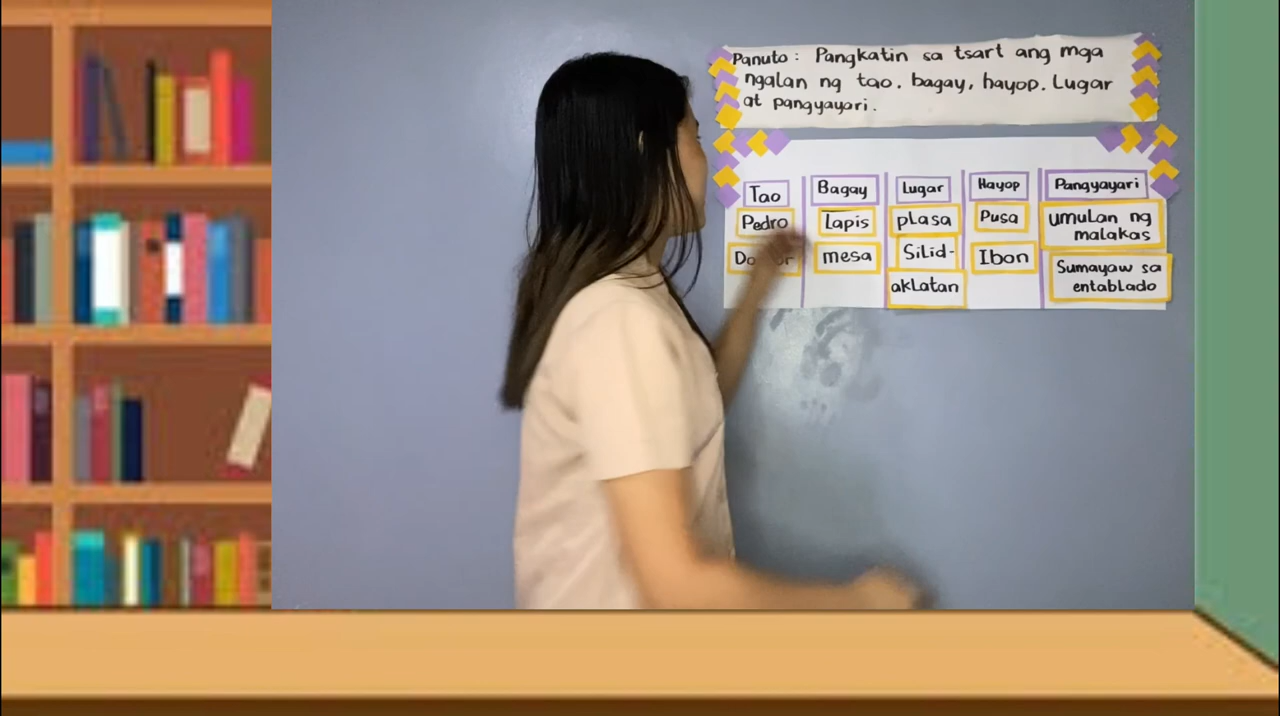 Panuto: Pangkatin sa tsart ang mga
ngalan ng tao, bagay, hayop. Lugar
at pangyayari.
Tao
Bagay
Lugar
Hayop
Pangyayari
Pedro
Lapis
plasa
Pusa
umulan ng
malakas
mesa
Silid-
aklatan
Ibon
Sumayaw sa
entablado